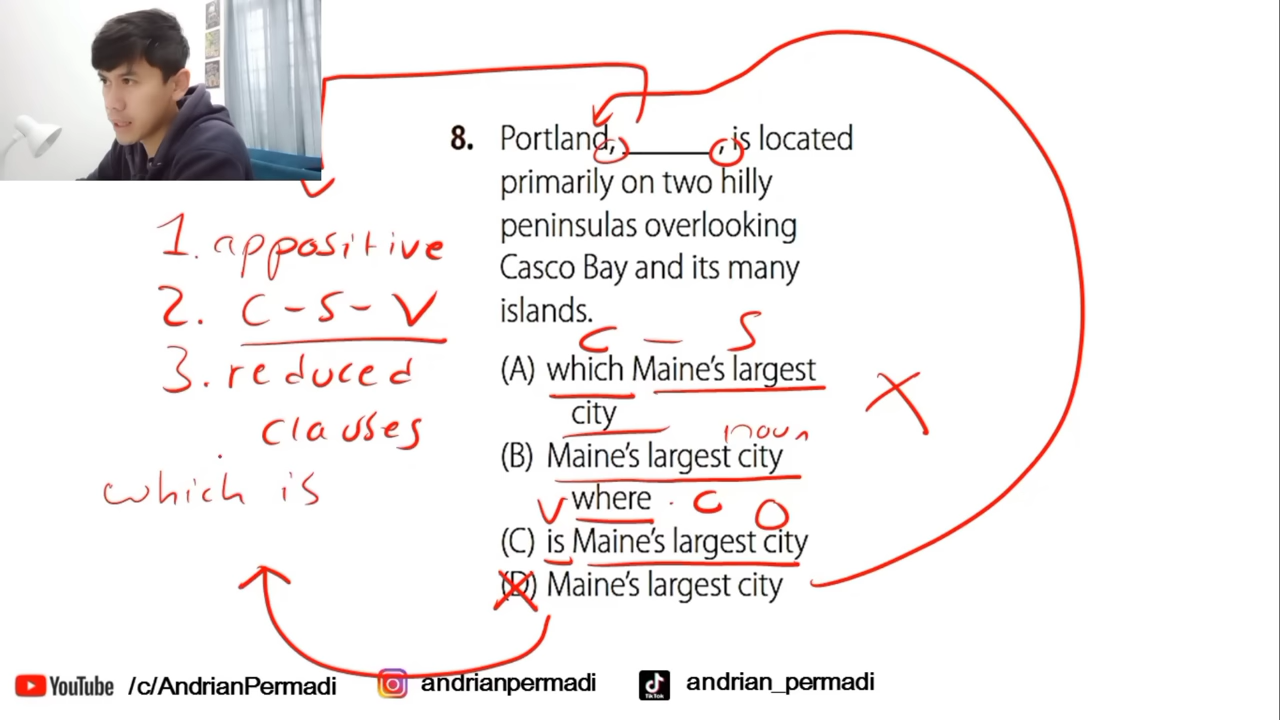 8. Portland, ________, is located
primarily on two hilly
peninsulas overlooking
Casco Bay and its many
islands.
C – S
(A) which Maine's largest
city
noun
(B) Maine's largest city
where · C
V O
(C) is Maine's largest city
(D) Maine's largest city
1. appositive
2. C – S – V
3. reduced
clauses
which is
YouTube /c/AndrianPermadi
andrianpermadi
TikTok andrian_permadi